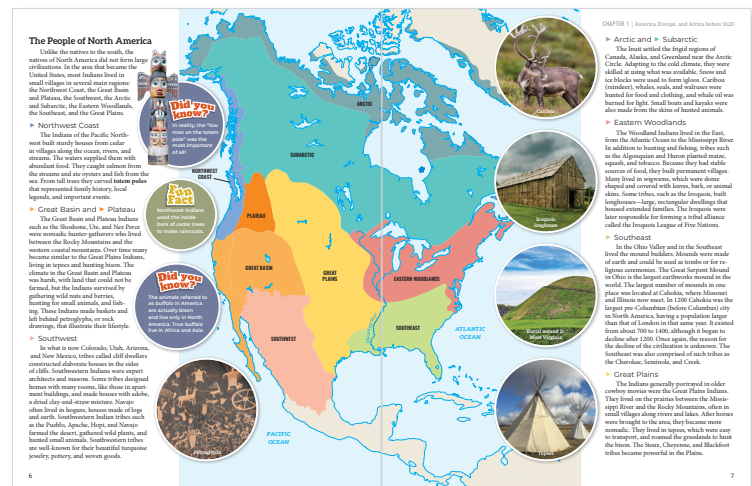 The People of North America
Unlike the natives to the south, the
natives of North America did not form large
civilizations. In the area that became the
United States, most Indians lived in
small villages in several main regions:
the Northwest Coast, the Great Basin
and Plateau, the Southwest, the Arctic
and Subarctic, the Eastern Woodlands,
the Southeast, and the Great Plains.
Northwest Coast
The Indians of the Pacific North-
west built sturdy houses from cedar
in villages along the ocean, rivers, and
streams. The waters supplied them with
abundant food. They caught salmon from
the streams and ate oysters and fish from the
sea. From tall trees they carved totem poles
that represented family history, local
legends, and important events.
Great Basin and Plateau
The Great Basin and Plateau Indians
such as the Shoshone, Ute, and Nez Perce
were nomadic hunter-gatherers who lived
between the Rocky Mountains and the
western coastal mountains. Over time many
became similar to the Great Plains Indians,
living in tepees and hunting bison. The
climate in the Great Basin and Plateau
was harsh, with land that could not be
farmed, but the Indians survived by
gathering wild nuts and berries,
hunting for small animals, and fish-
ing. These Indians made baskets and
left behind petroglyphs, or rock
drawings, that illustrate their lifestyle.
Southwest
In what is now Colorado, Utah, Arizona,
and New Mexico, tribes called cliff dwellers
constructed elaborate houses in the sides
of cliffs. Southwestern Indians were expert
architects and masons. Some tribes designed
homes with many rooms, like those in apart-
ment buildings, and made houses with adobe,
a dried clay-and-straw mixture. Navajo
often lived in hogans, houses made of logs
and earth. Southwestern Indian tribes such
as the Pueblo, Apache, Hopi, and Navajo
farmed the desert, gathered wild plants, and
hunted small animals. Southwestern tribes
are well-known for their beautiful turquoise
jewelry, pottery, and woven goods.
6
Did you
know?
In reality, the "low
man on the totem
pole" was the
most important
of all!
Fun
Fact
Northwest Indians
used the inside
bark of cedar trees
to make raincoats.
Did you
know?
The animals referred to
as buffalo in America
are actually bison
and live only in North
America. True buffalo
live in Africa and Asia.
Petroglyphs
ARCTIC
SUBARCTIC
NORTHWEST
COAST
PLATEAU
GREAT BASIN
GREAT
PLAINS
EASTERN WOODLANDS
SOUTHEAST
SOUTHWEST
ATLANTIC
OCEAN
PACIFIC
OCEAN
Caribou
Iroquois
longhouse
Burial mound in
West Virginia
Tepees
CHAPTER 1 | America, Europe, and Africa before 1620
Arctic and Subarctic
The Inuit settled the frigid regions of
Canada, Alaska, and Greenland near the Arctic
Circle. Adapting to the cold climate, they were
skilled at using what was available. Snow and
ice blocks were used to form igloos. Caribou
(reindeer), whales, seals, and walruses were
hunted for food and clothing, and whale oil was
burned for light. Small boats and kayaks were
also made from the skins of hunted animals.
Eastern Woodlands
The Woodland Indians lived in the East,
from the Atlantic Ocean to the Mississippi River.
In addition to hunting and fishing, tribes such
as the Algonquian and Huron planted maize,
squash, and tobacco. Because they had stable
sources of food, they built permanent villages.
Many lived in wigwams, which were dome
shaped and covered with leaves, bark, or animal
skins. Some tribes, such as the Iroquois, built
longhouses—large, rectangular dwellings that
housed extended families. The Iroquois were
later responsible for forming a tribal alliance
called the Iroquois League of Five Nations.
Southeast
In the Ohio Valley and in the Southeast
lived the mound builders. Mounds were made
of earth and could be used as tombs or for re-
ligious ceremonies. The Great Serpent Mound
in Ohio is the largest earthworks mound in the
world. The largest number of mounds in one
place was located at Cahokia, where Missouri
and Illinois now meet. In 1200 Cahokia was the
largest pre-Columbian (before Columbus) city
in North America, having a population larger
than that of London in that same year. It existed
from about 700 to 1400, although it began to
decline after 1200. Once again, the reason for
the decline of the civilization is unknown. The
Southeast was also comprised of such tribes as
the Cherokee, Seminole, and Creek.
Great Plains
The Indians generally portrayed in older
cowboy movies were the Great Plains Indians.
They lived on the prairies between the Missis-
sippi River and the Rocky Mountains, often in
small villages along rivers and lakes. After horses
were brought to the area, they became more
nomadic. They lived in tepees, which were easy
to transport, and roamed the grasslands to hunt
the bison. The Sioux, Cheyenne, and Blackfoot
tribes became powerful in the Plains.
7